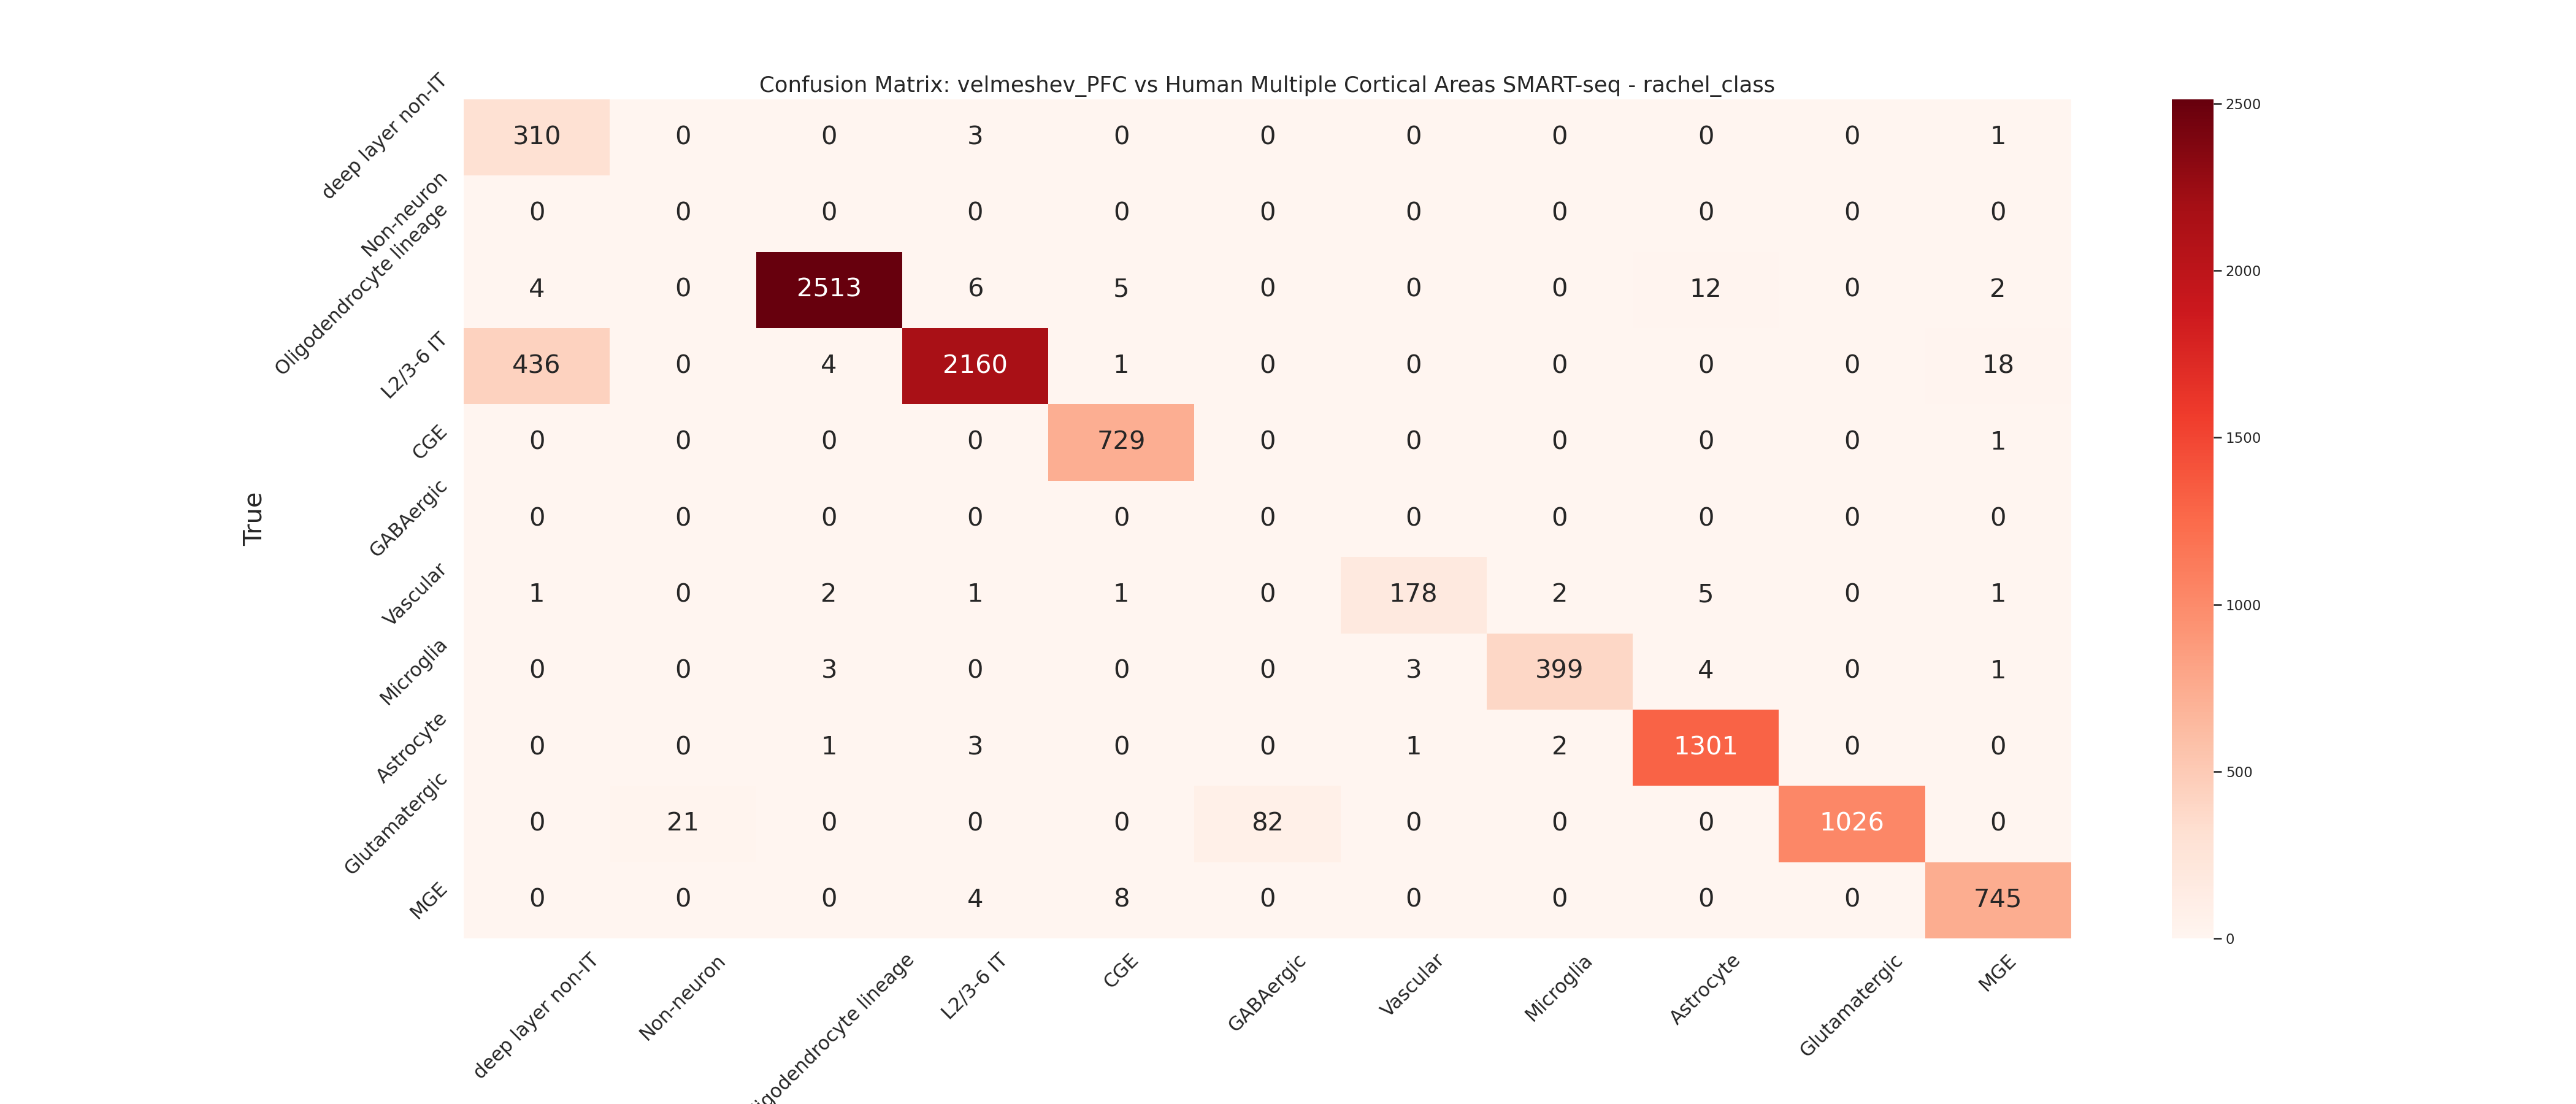 Confusion Matrix: velmeshev_PFC vs Human Multiple Cortical Areas SMART-seq - rachel_class
True
deep layer non-IT 310 0 0 3 0 0 0 0 0 0 1
Non-neuron 0 0 0 0 0 0 0 0 0 0 0
Oligodendrocyte lineage 4 0 2513 6 5 0 0 0 12 0 2
L2/3-6 IT 436 0 4 2160 1 0 0 0 0 0 18
CGE 0 0 0 0 729 0 0 0 0 0 1
GABAergic 0 0 0 0 0 0 0 0 0 0 0
Vascular 1 0 2 1 1 0 178 2 5 0 1
Microglia 0 0 3 0 0 0 3 399 4 0 1
Astrocyte 0 0 1 3 0 0 1 2 1301 0 0
Glutamatergic 0 21 0 0 0 82 0 0 0 1026 0
MGE 0 0 0 4 8 0 0 0 0 0 745
deep layer non-IT
Non-neuron
igodendrocyte lineage
L2/3-6 IT
CGE
GABAergic
Vascular
Microglia
Astrocyte
Glutamatergic
MGE
2500
2000
1500
1000
500
0